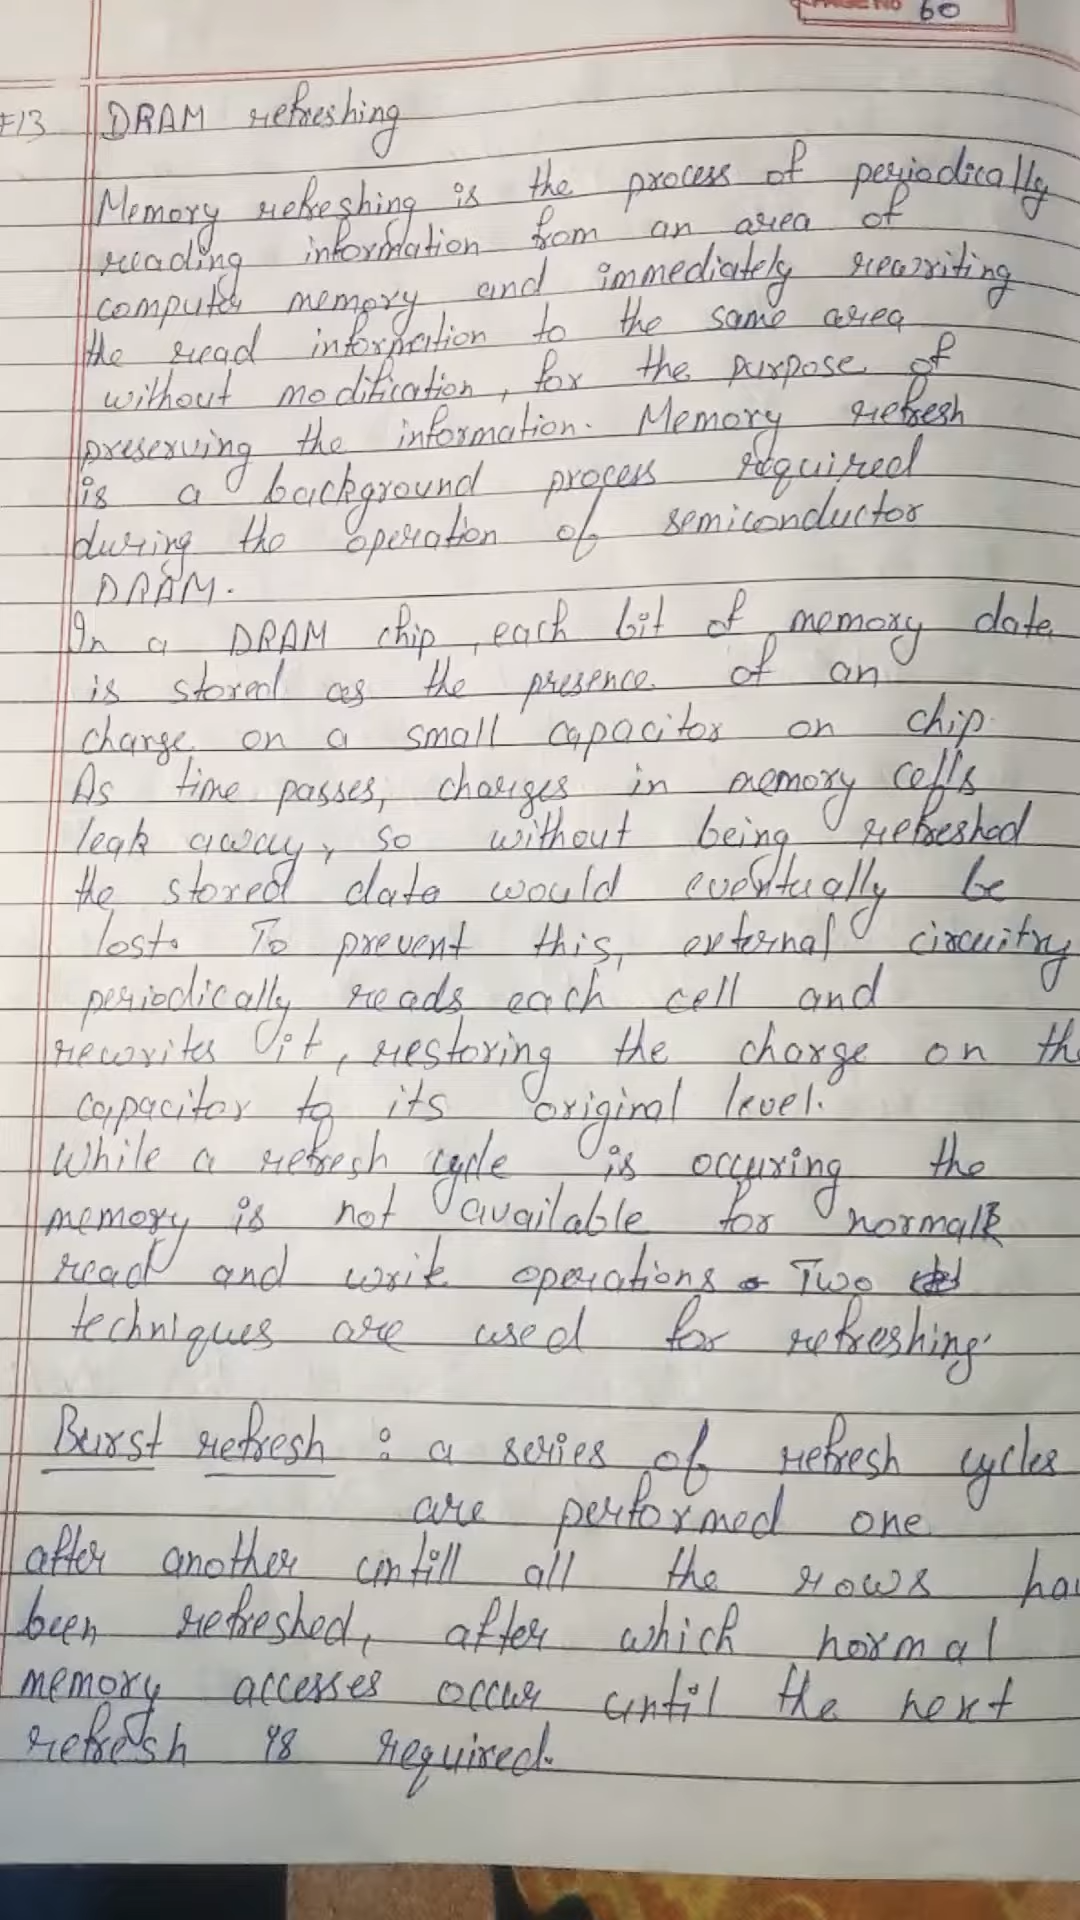 PAGE NO 60
#13 DRAM refreshing
Memory refreshing is the process of periodically
reading information from an area of
computer memory and immediately rewriting
the read information to the same area
without modification, for the purpose of
preserving the information. Memory refresh
is a background process required
during the operation of semiconductor
DRAM.
In a DRAM chip, each bit of memory data
is stored as the presence of an
charge on a small capacitor on chip.
As time passes, charges in memory cells
leak away, so without being refreshed
the stored data would eventually be
lost. To prevent this, external circuitry
periodically reads each cell and
rewrites it, restoring the charge on the
capacitor to its original level.
While a refresh cycle is occuring the
memory is not available for normal
read and write operations. Two
techniques are used for refreshing.
Burst refresh : a series of refresh cycles
are performed one
after another untill all the rows ha
been refreshed, after which normal
memory accesses occur until the next
refresh is required.